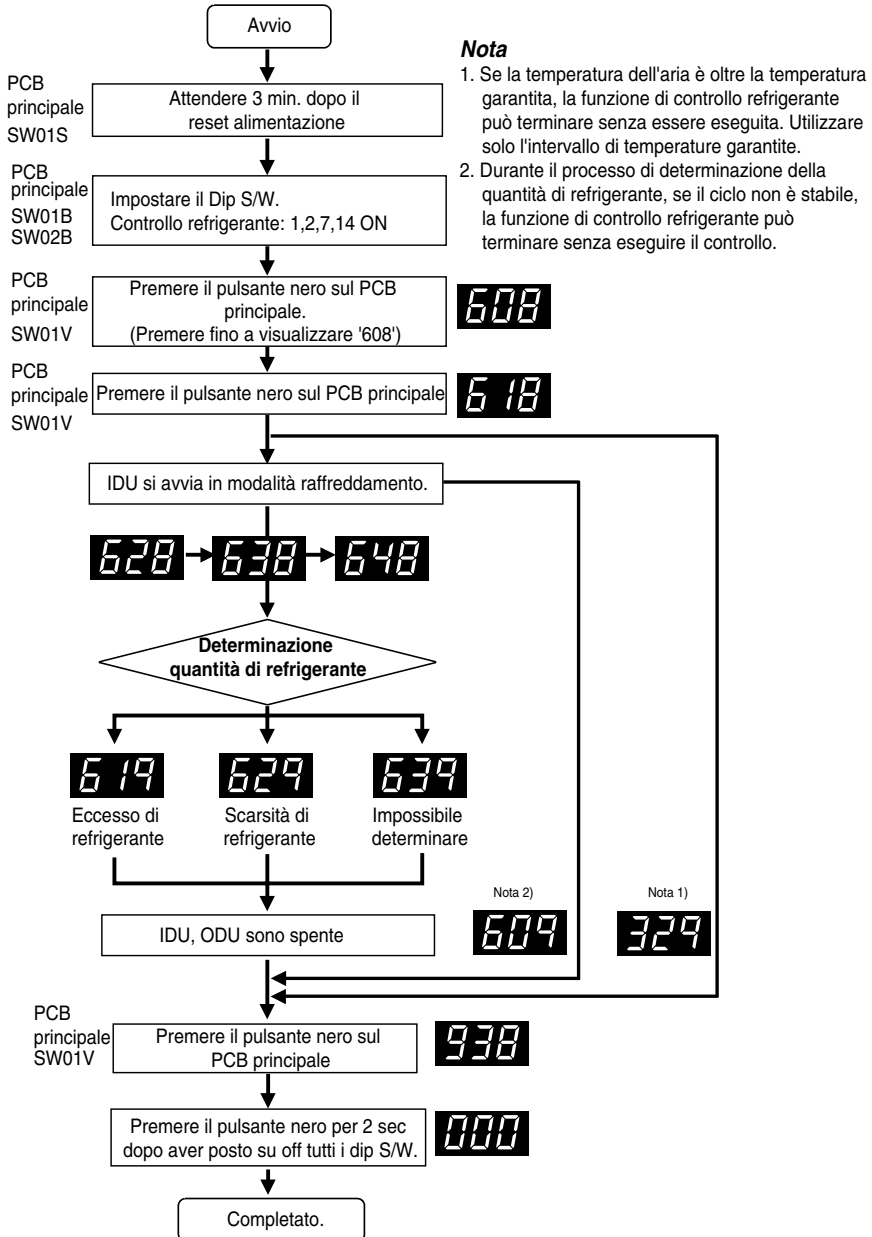 Avvio
Nota
1. Se la temperatura dell'aria è oltre la temperatura
garantita, la funzione di controllo refrigerante
può terminare senza essere eseguita. Utilizzare
solo l'intervallo di temperature garantite.
2. Durante il processo di determinazione della
quantità di refrigerante, se il ciclo non è stabile,
la funzione di controllo refrigerante può
terminare senza eseguire il controllo.
PCB
principale
SW01S
Attendere 3 min. dopo il
reset alimentazione
PCB
principale
SW01B
SW02B
Impostare il Dip S/W.
Controllo refrigerante: 1,2,7,14 ON
PCB
principale
SW01V
Premere il pulsante nero sul PCB
principale.
(Premere fino a visualizzare '608')
608
PCB
principale
SW01V
Premere il pulsante nero sul PCB principale
618
IDU si avvia in modalità raffreddamento.
628 638 648
Determinazione
quantità di refrigerante
619 629 639
Eccesso di
refrigerante
Scarsità di
refrigerante
Impossibile
determinare
Nota 2) Nota 1)
IDU, ODU sono spente
609 329
PCB
principale
SW01V
Premere il pulsante nero sul
PCB principale
938
Premere il pulsante nero per 2 sec
dopo aver posto su off tutti i dip S/W.
000
Completato.